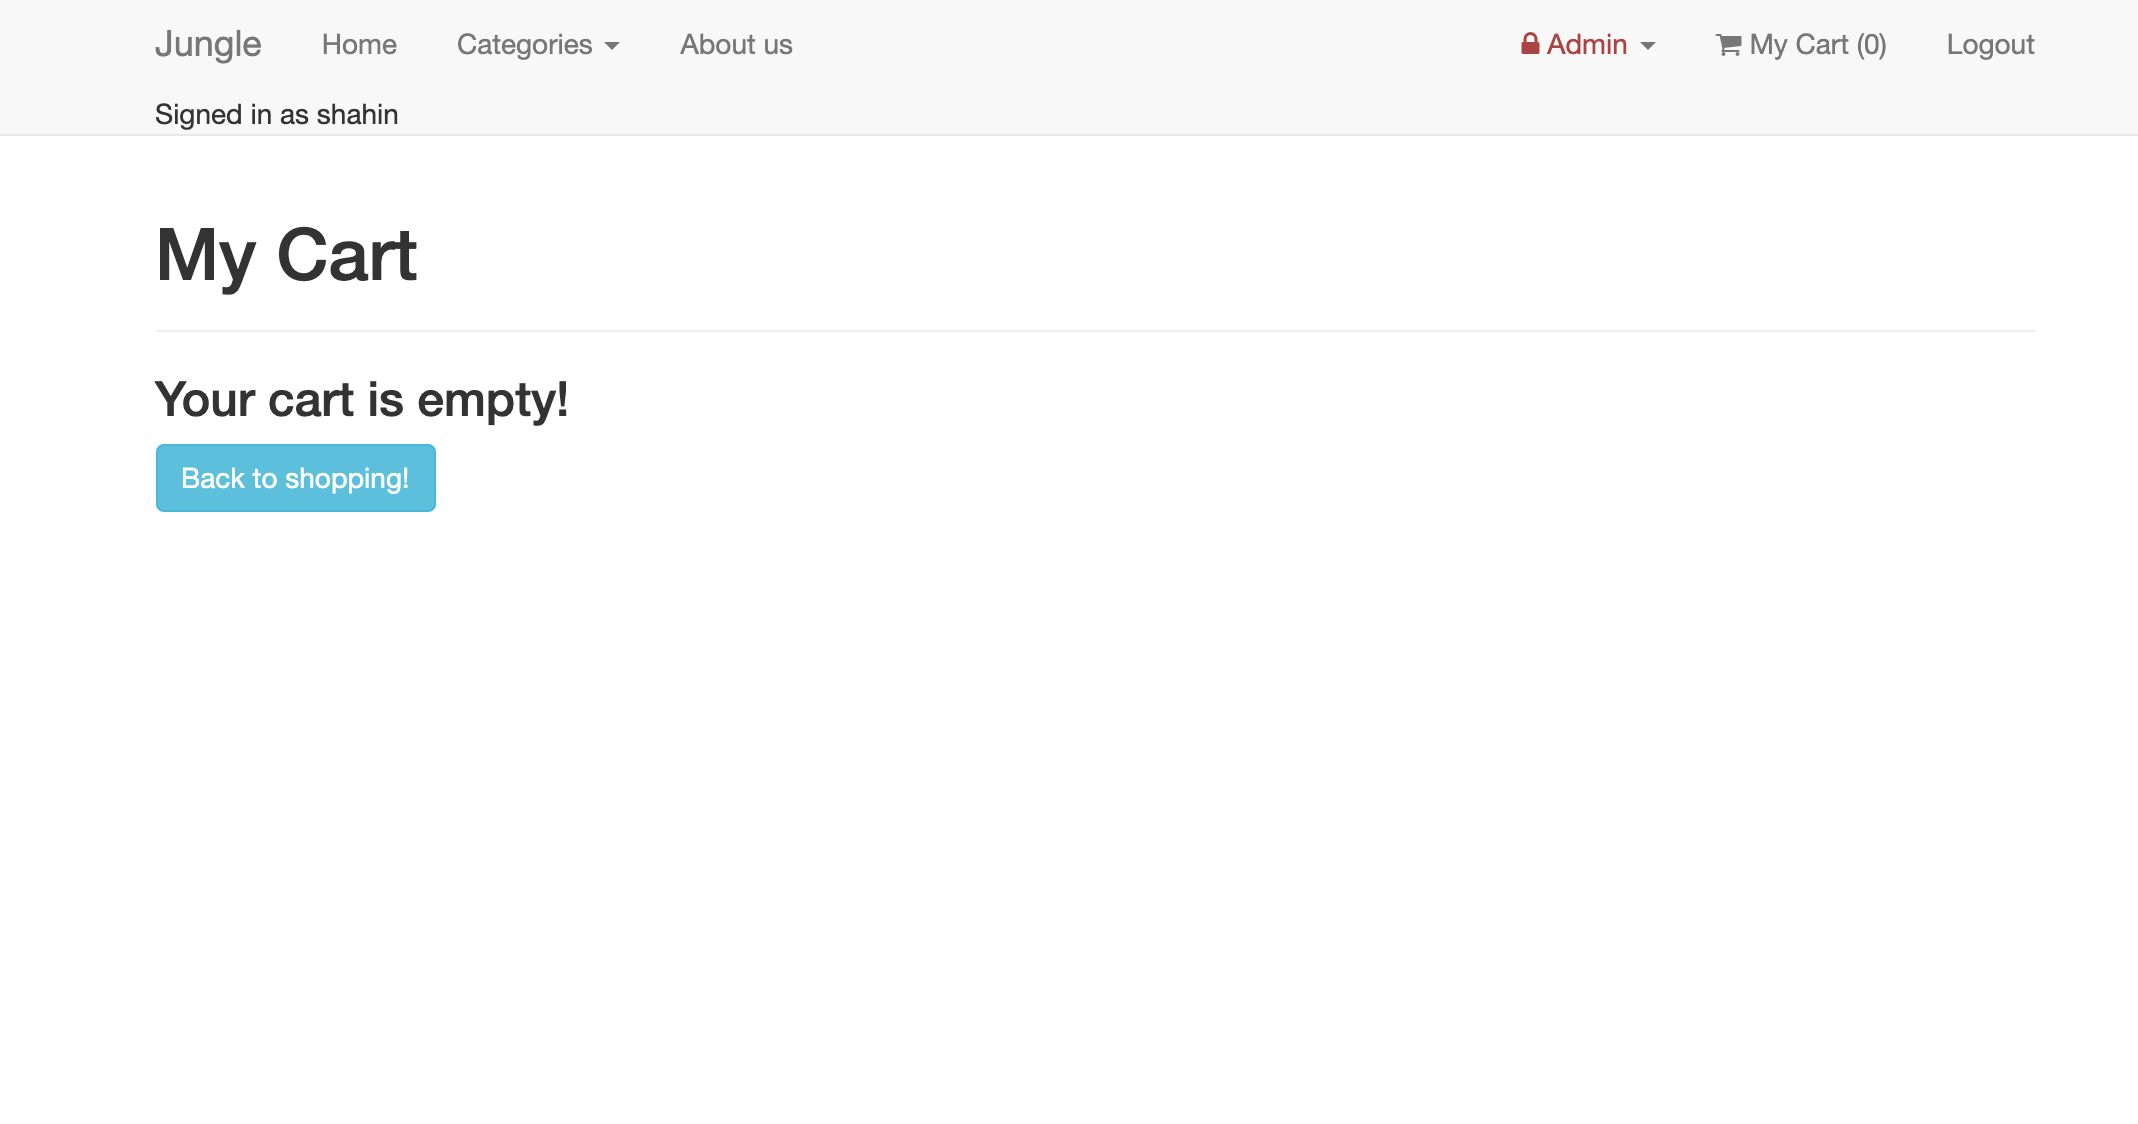 Jungle Home Categories About us Admin My Cart (0) Logout
Signed in as shahin
My Cart
Your cart is empty!
Back to shopping!